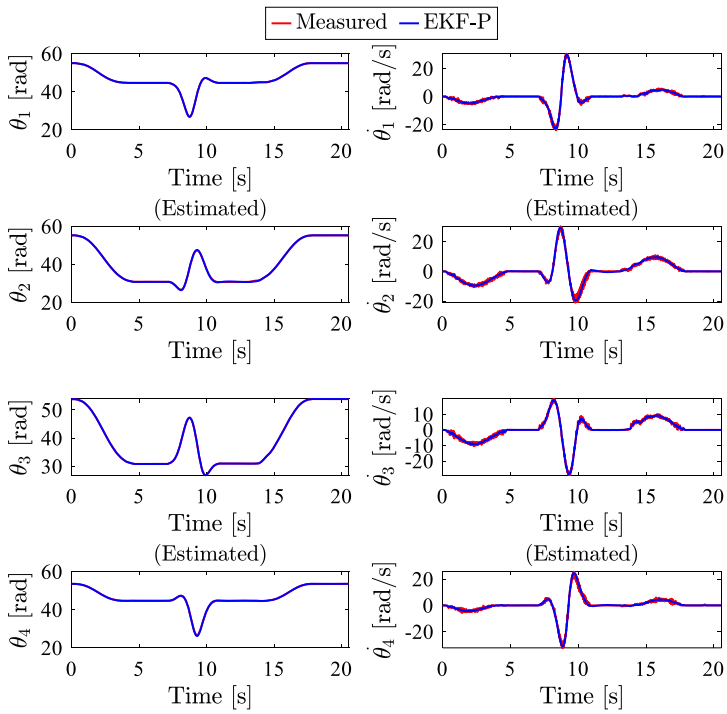 Measured EKF-P
60
40
20
θ1 [rad]
0 5 10 15 20
Time [s]
20
0
-20
θ̇1 [rad/s]
0 5 10 15 20
Time [s]
(Estimated)
60
40
20
θ2 [rad]
0 5 10 15 20
Time [s]
(Estimated)
20
0
-20
θ̇2 [rad/s]
0 5 10 15 20
Time [s]
50
40
30
θ3 [rad]
0 5 10 15 20
Time [s]
10
0
-10
-20
θ̇3 [rad/s]
0 5 10 15 20
Time [s]
(Estimated)
60
40
20
θ4 [rad]
0 5 10 15 20
Time [s]
(Estimated)
20
0
-20
θ̇4 [rad/s]
0 5 10 15 20
Time [s]